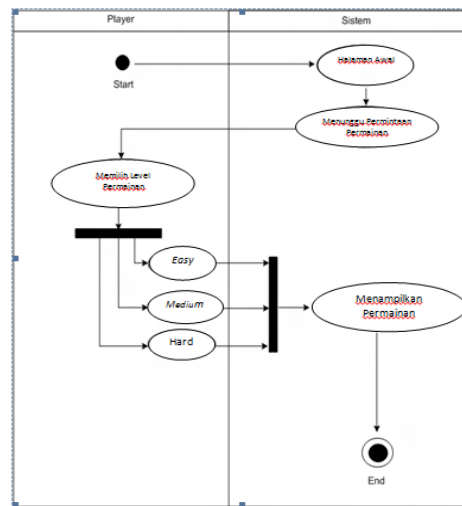 Player
Sistem
Start
Halaman Awal
Menunggu Permintaan
Permainan
Memilih Level
Permainan
Easy
Medium
Hard
Menampilkan
Permainan
End